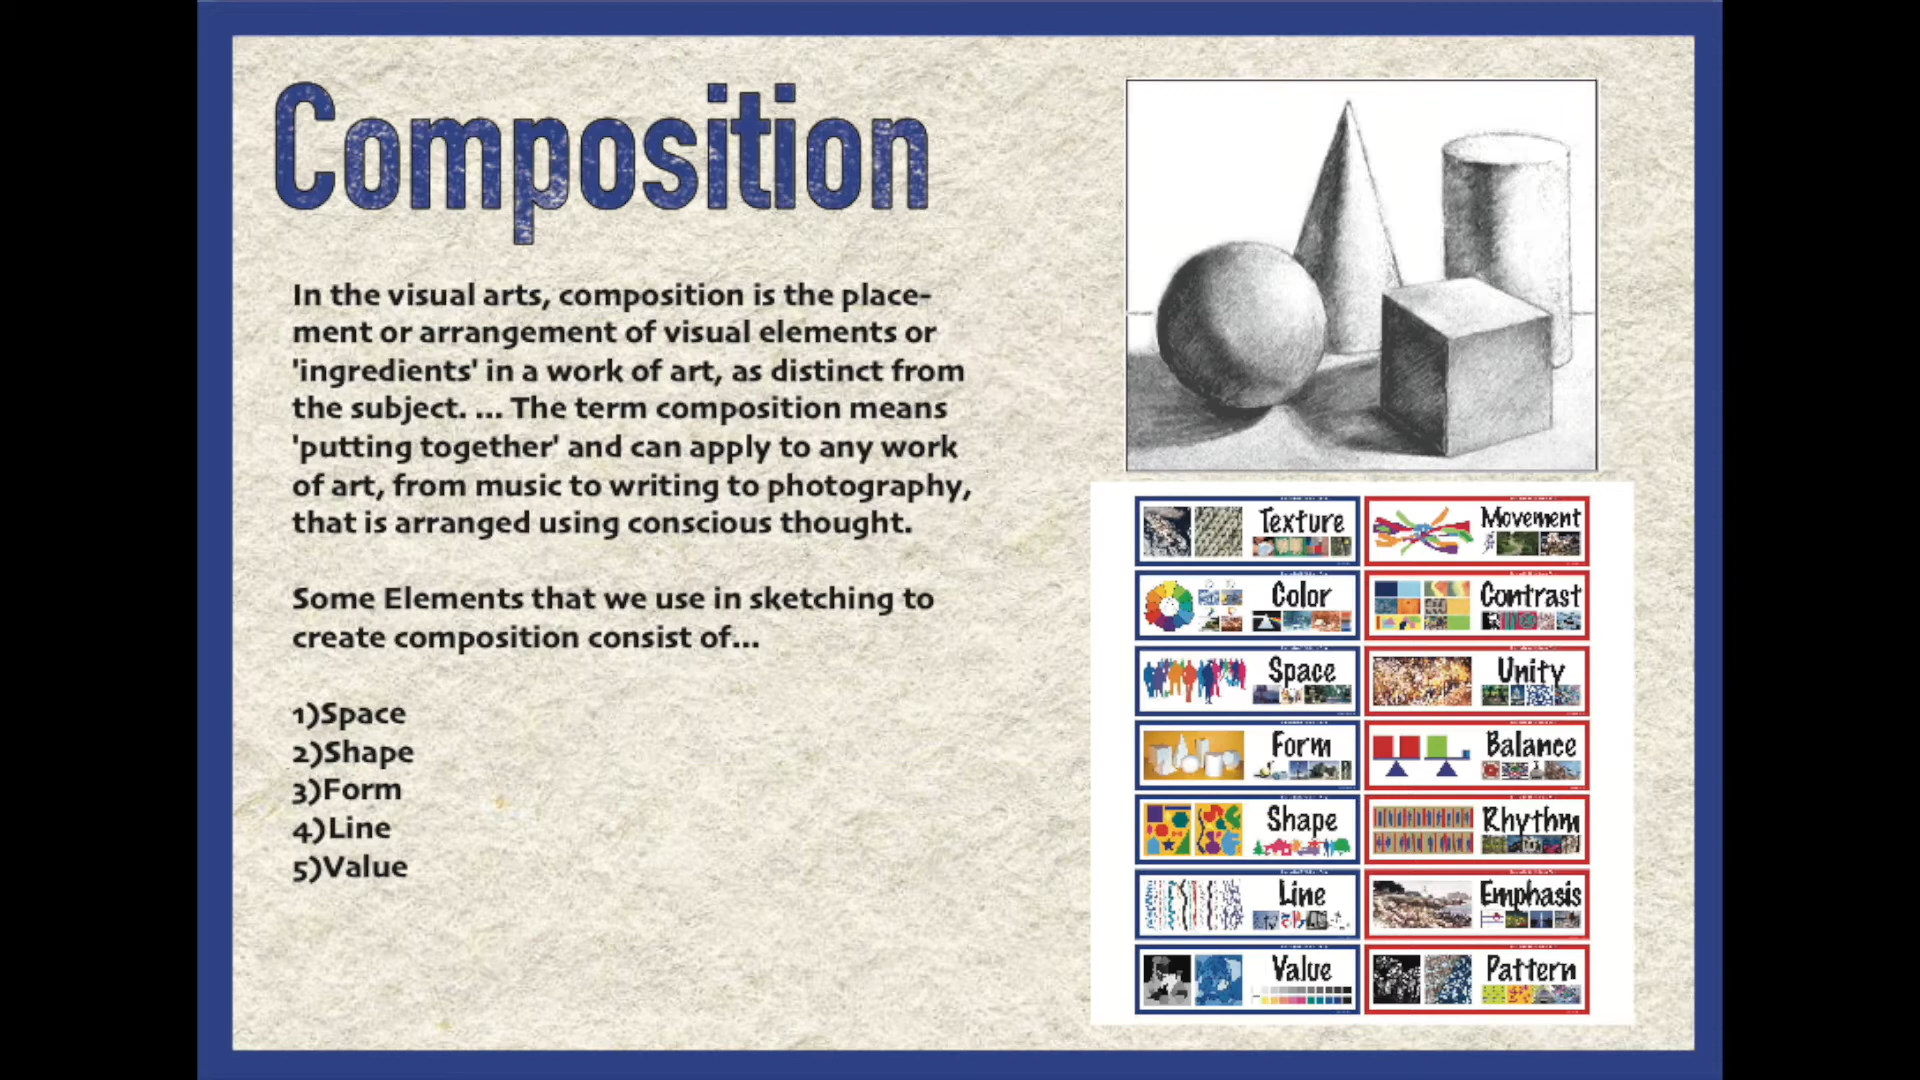 Composition
In the visual arts, composition is the place-
ment or arrangement of visual elements or
'ingredients' in a work of art, as distinct from
the subject. ... The term composition means
'putting together' and can apply to any work
of art, from music to writing to photography,
that is arranged using conscious thought.
Some Elements that we use in sketching to
create composition consist of...
1)Space
2)Shape
3)Form
4)Line
5)Value
Texture
Movement
Color
Contrast
Space
Unity
Form
Balance
Shape
Rhythm
Line
Emphasis
Value
Pattern